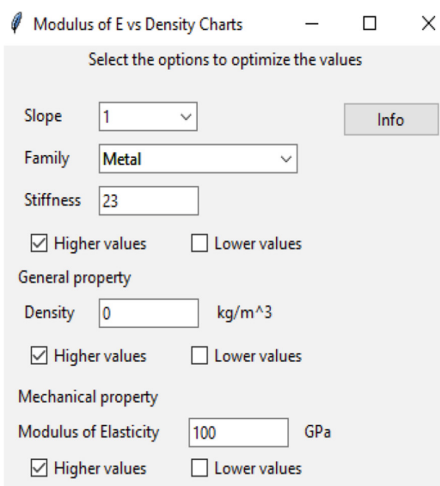 Modulus of E vs Density Charts
Select the options to optimize the values
Slope 1 Info
Family Metal
Stiffness 23
Higher values Lower values
General property
Density 0 kg/m^3
Higher values Lower values
Mechanical property
Modulus of Elasticity 100 GPa
Higher values Lower values